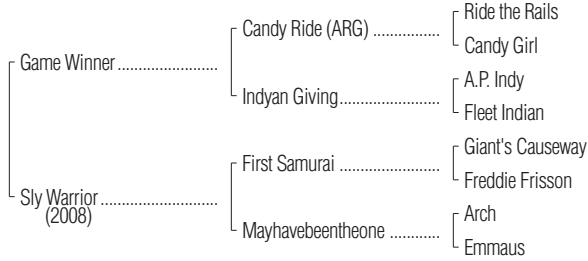 Ride the Rails
Candy Ride (ARG) ................
Candy Girl
Game Winner ........................
A.P. Indy
Indyan Giving........................
Fleet Indian
Giant's Causeway
First Samurai ........................
Freddie Frisson
Sly Warrior ............................
(2008)
Arch
Mayhavebeentheone ............
Emmaus